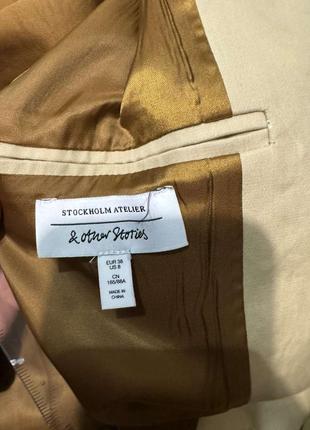 STOCKHOLM ATELIER
& Other Stories
EUR 38
US 8
CN
165/88A
MADE IN
CHINA